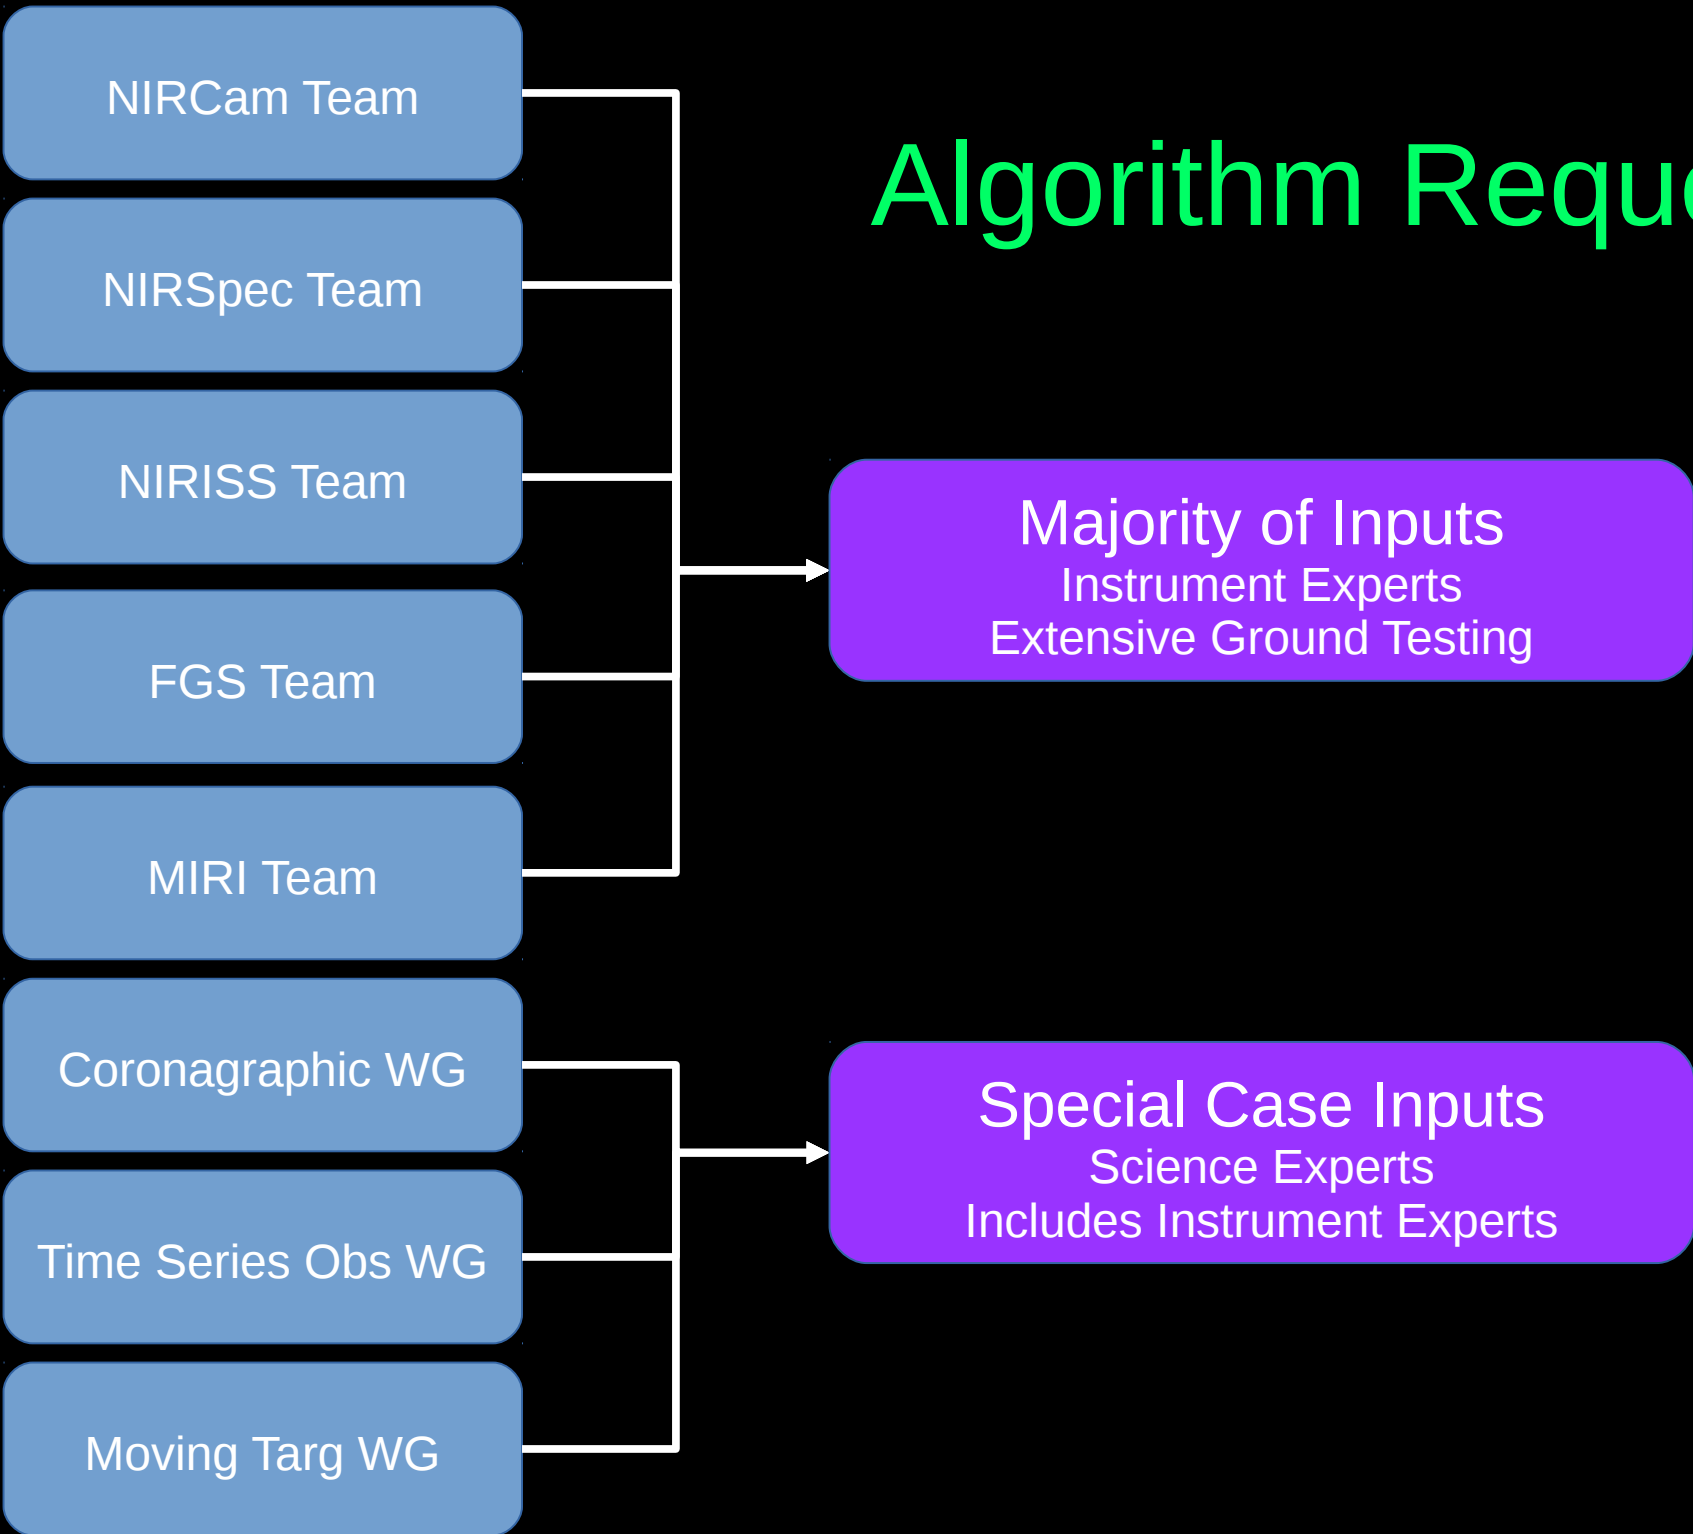 NIRCam Team
NIRSpec Team
NIRISS Team
FGS Team
MIRI Team
Coronagraphic WG
Time Series Obs WG
Moving Targ WG
Algorithm
Majority of Inputs
Instrument Experts
Extensive Ground Testing
Special Case Inputs
Science Experts
Includes Instrument Experts